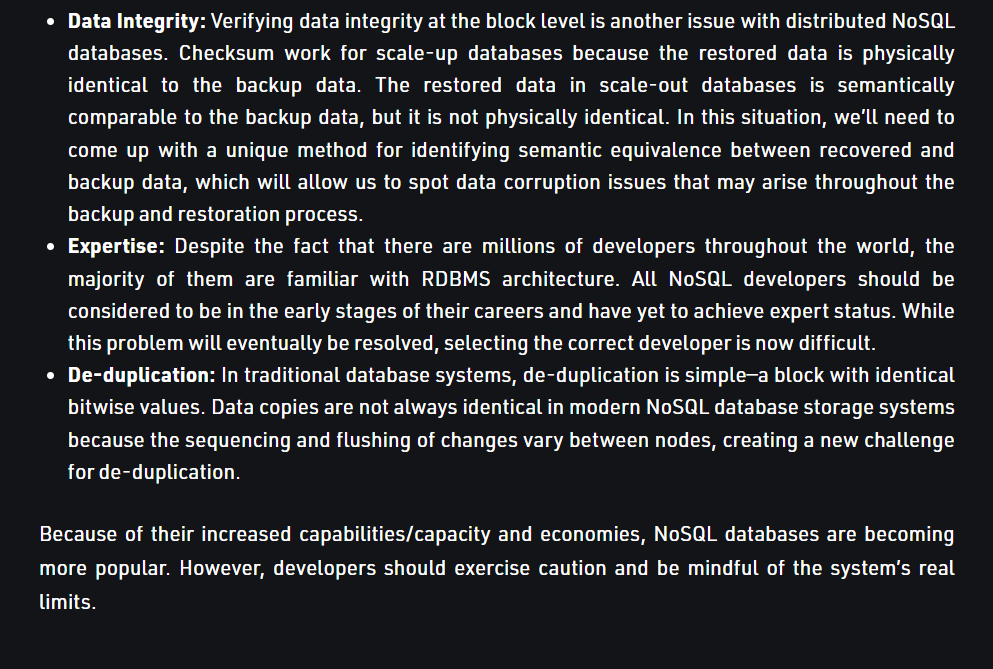 • Data Integrity: Verifying data integrity at the block level is another issue with distributed NoSQL
databases. Checksum work for scale-up databases because the restored data is physically
identical to the backup data. The restored data in scale-out databases is semantically
comparable to the backup data, but it is not physically identical. In this situation, we'll need to
come up with a unique method for identifying semantic equivalence between recovered and
backup data, which will allow us to spot data corruption issues that may arise throughout the
backup and restoration process.
• Expertise: Despite the fact that there are millions of developers throughout the world, the
majority of them are familiar with RDBMS architecture. All NoSQL developers should be
considered to be in the early stages of their careers and have yet to achieve expert status. While
this problem will eventually be resolved, selecting the correct developer is now difficult.
• De-duplication: In traditional database systems, de-duplication is simple—a block with identical
bitwise values. Data copies are not always identical in modern NoSQL database storage systems
because the sequencing and flushing of changes vary between nodes, creating a new challenge
for de-duplication.
Because of their increased capabilities/capacity and economies, NoSQL databases are becoming
more popular. However, developers should exercise caution and be mindful of the system's real
limits.